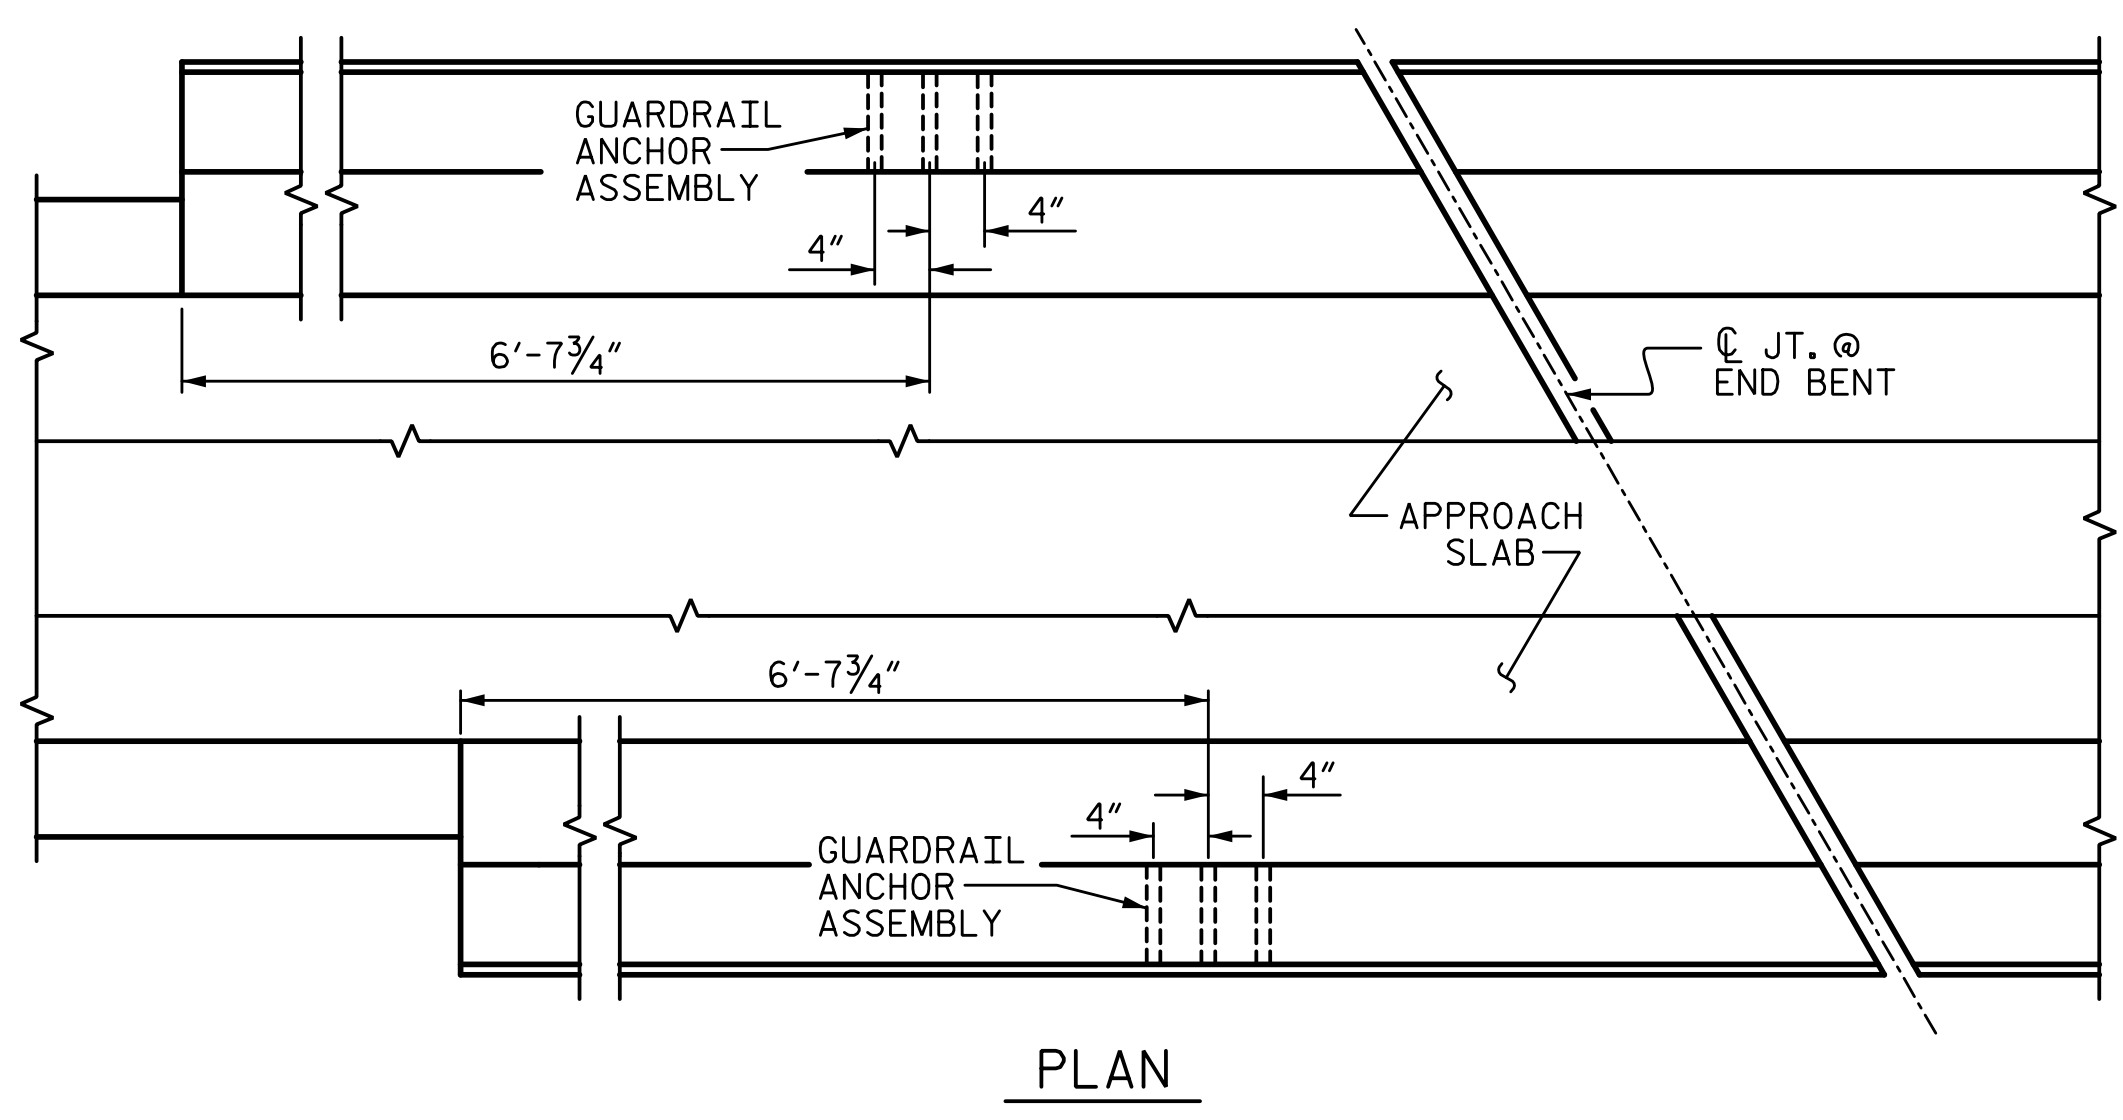 GUARDRAIL
ANCHOR
ASSEMBLY
4"
4"
6'-7¾"
℄ JT. @
END BENT
APPROACH
SLAB
6'-7¾"
4"
4"
GUARDRAIL
ANCHOR
ASSEMBLY
PLAN